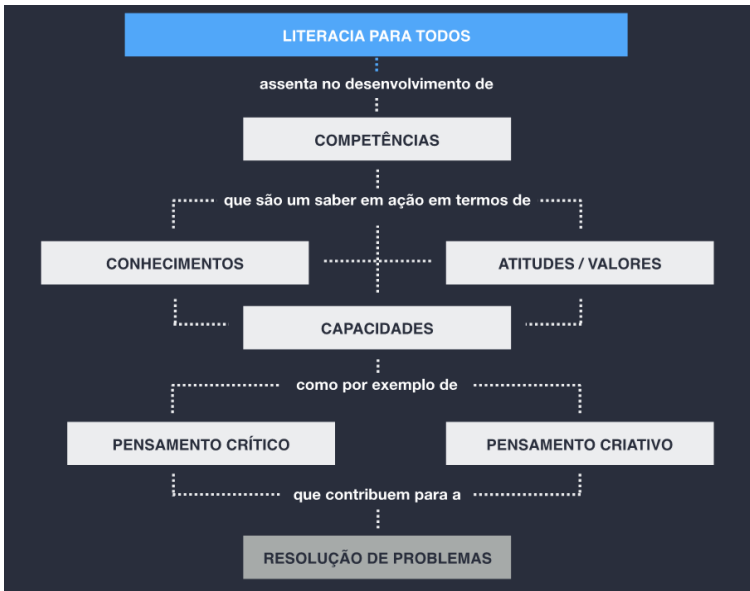 LITERACIA PARA TODOS
assenta no desenvolvimento de
COMPETÊNCIAS
que são um saber em ação em termos de
CONHECIMENTOS
ATITUDES / VALORES
CAPACIDADES
como por exemplo de
PENSAMENTO CRÍTICO
PENSAMENTO CRIATIVO
que contribuem para a
RESOLUÇÃO DE PROBLEMAS